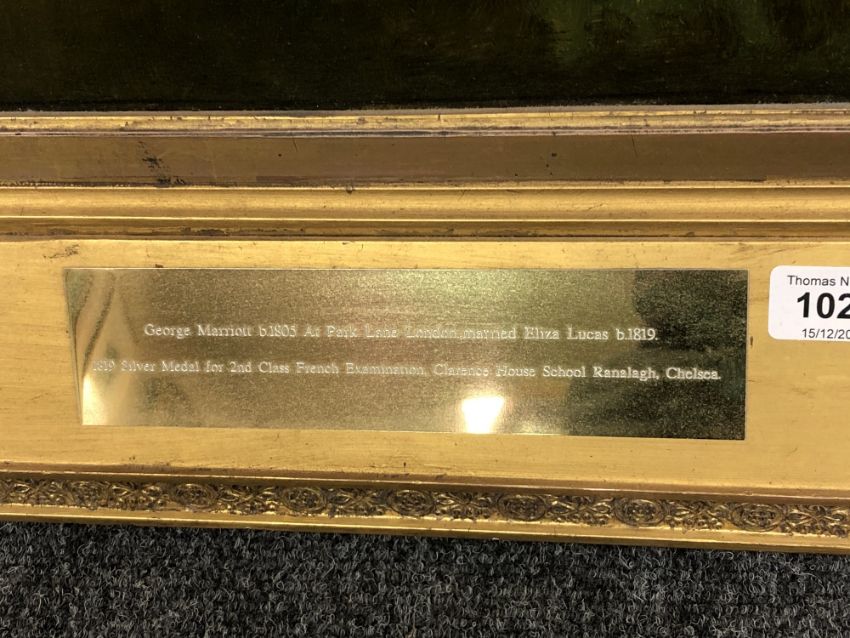 George Marriott b.1805 At Park Lane London,married Eliza Lucas b.1819.
1819 Silver Medal for 2nd Class French Examination, Clarence House School Ranalagh, Chelsea.
Thomas N
102
15/12/20